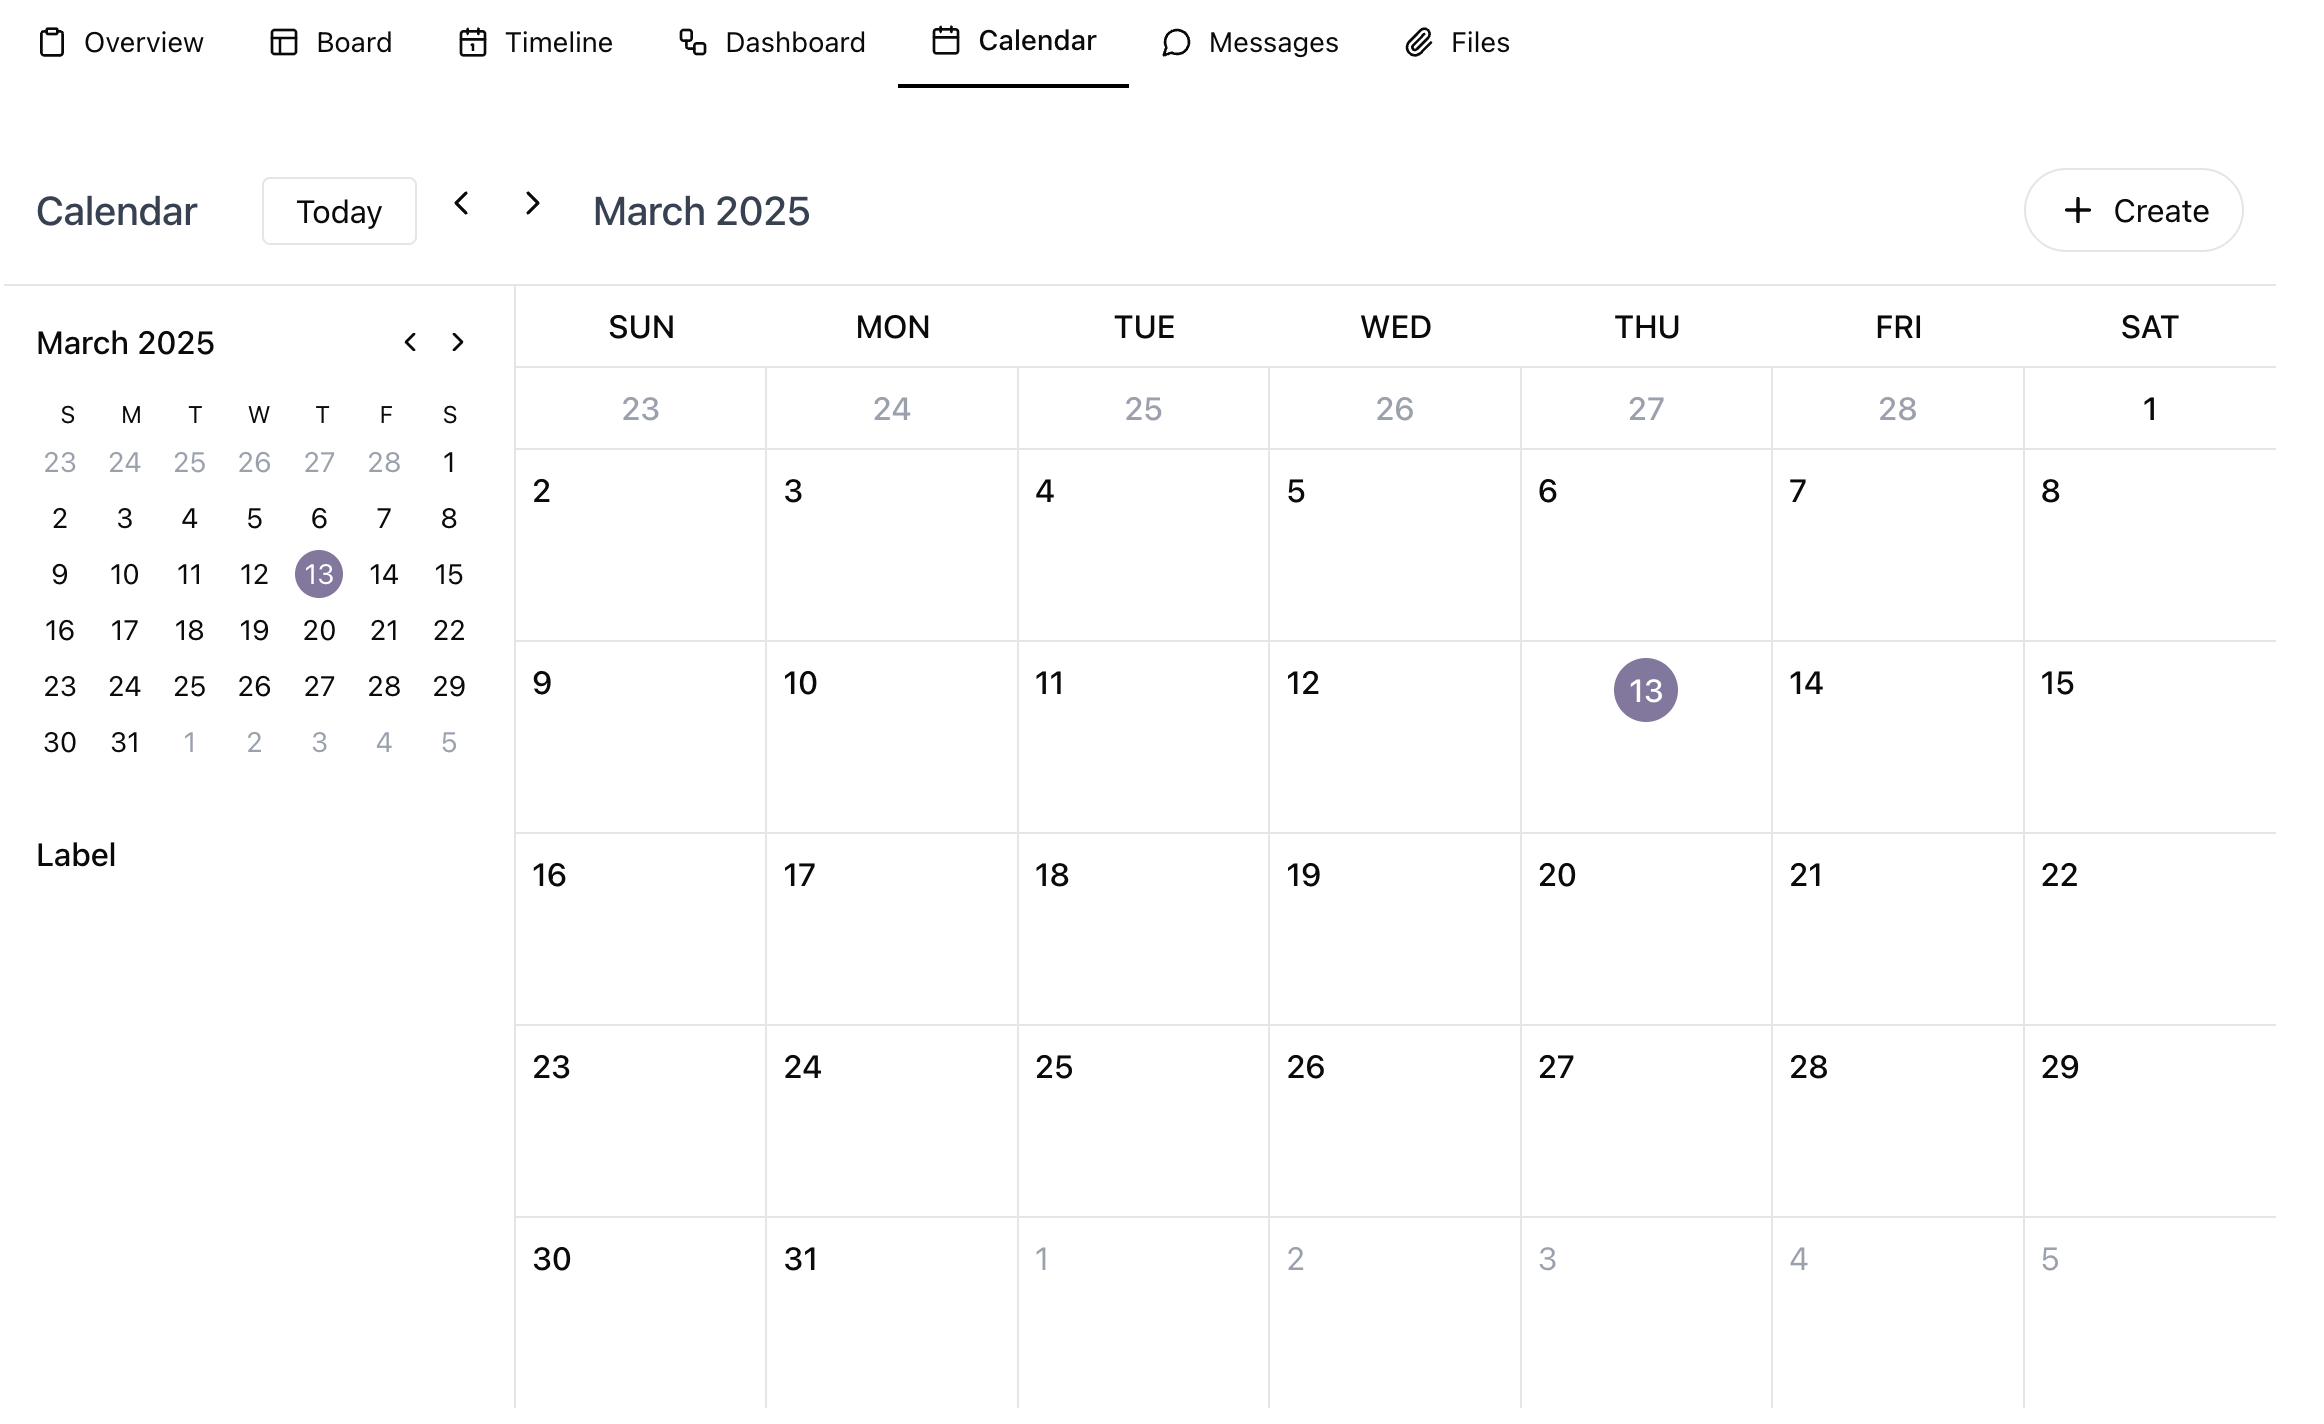 Overview Board Timeline Dashboard Calendar Messages Files
Calendar Today March 2025 Create
March 2025
S M T W T F S
23 24 25 26 27 28 1
2 3 4 5 6 7 8
9 10 11 12 13 14 15
16 17 18 19 20 21 22
23 24 25 26 27 28 29
30 31 1 2 3 4 5
Label
SUN MON TUE WED THU FRI SAT
23 24 25 26 27 28 1
2 3 4 5 6 7 8
9 10 11 12 13 14 15
16 17 18 19 20 21 22
23 24 25 26 27 28 29
30 31 1 2 3 4 5